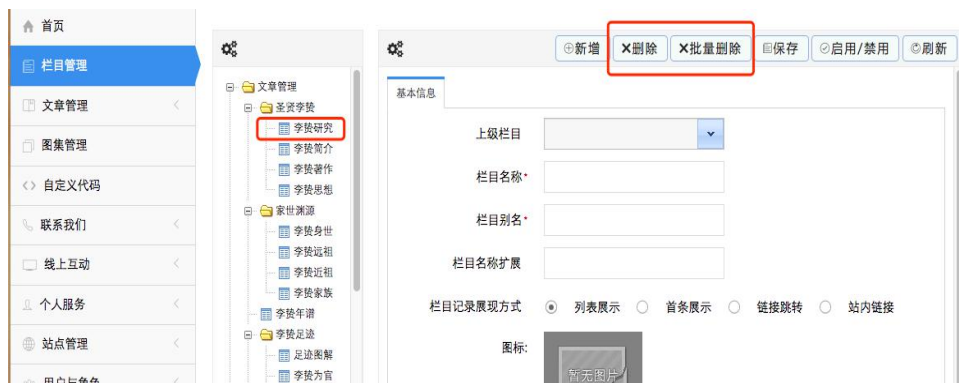 首页
栏目管理
文章管理
图集管理
自定义代码
联系我们
线上互动
个人服务
站点管理
用户与角色
文章管理
圣贤李贽
李贽研究
李贽简介
李贽著作
李贽思想
家世渊源
李贽身世
李贽远祖
李贽近祖
李贽家族
李贽年谱
李贽足迹
足迹图解
李贽为官
新增 删除 批量删除 保存 启用/禁用 刷新
基本信息
上级栏目
栏目名称*
栏目别名*
栏目名称扩展
栏目记录展现方式 列表展示 首条展示 链接跳转 站内链接
图标:
暂无图片